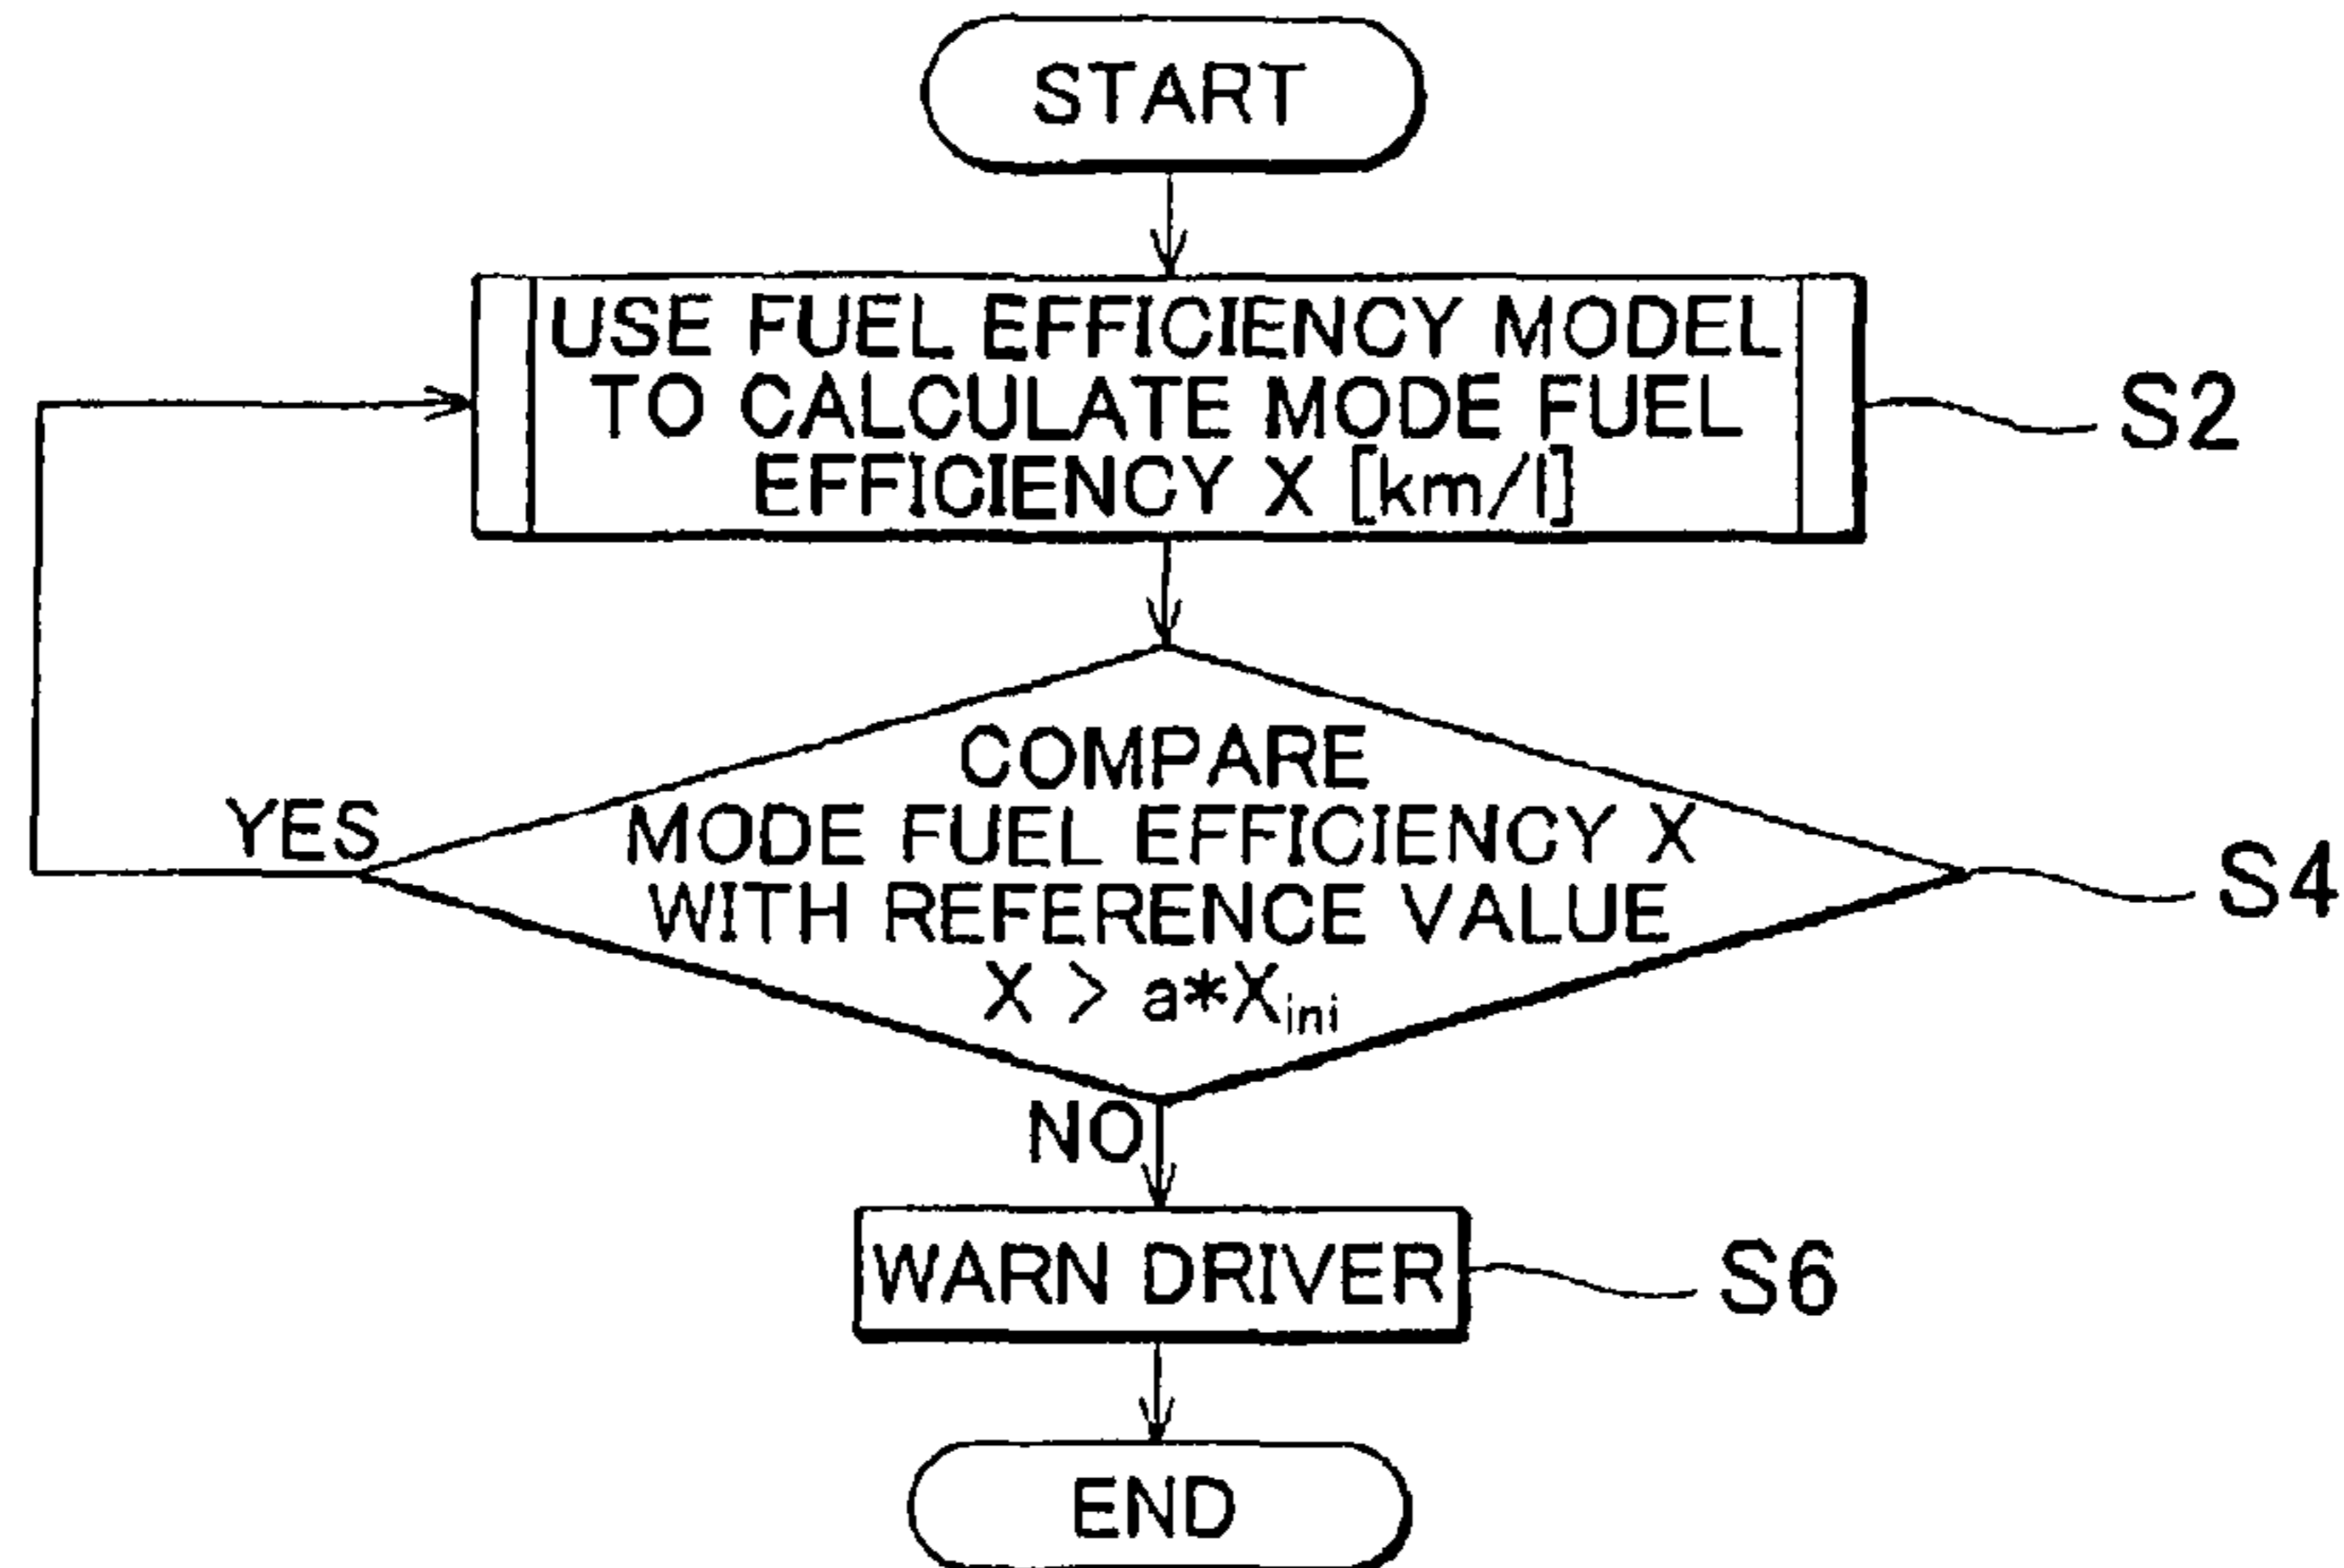 START
USE FUEL EFFICIENCY MODEL
TO CALCULATE MODE FUEL
EFFICIENCY X [km/l]
S2
COMPARE
MODE FUEL EFFICIENCY X
WITH REFERENCE VALUE
X > a*Xini
YES
S4
NO
WARN DRIVER
S6
END